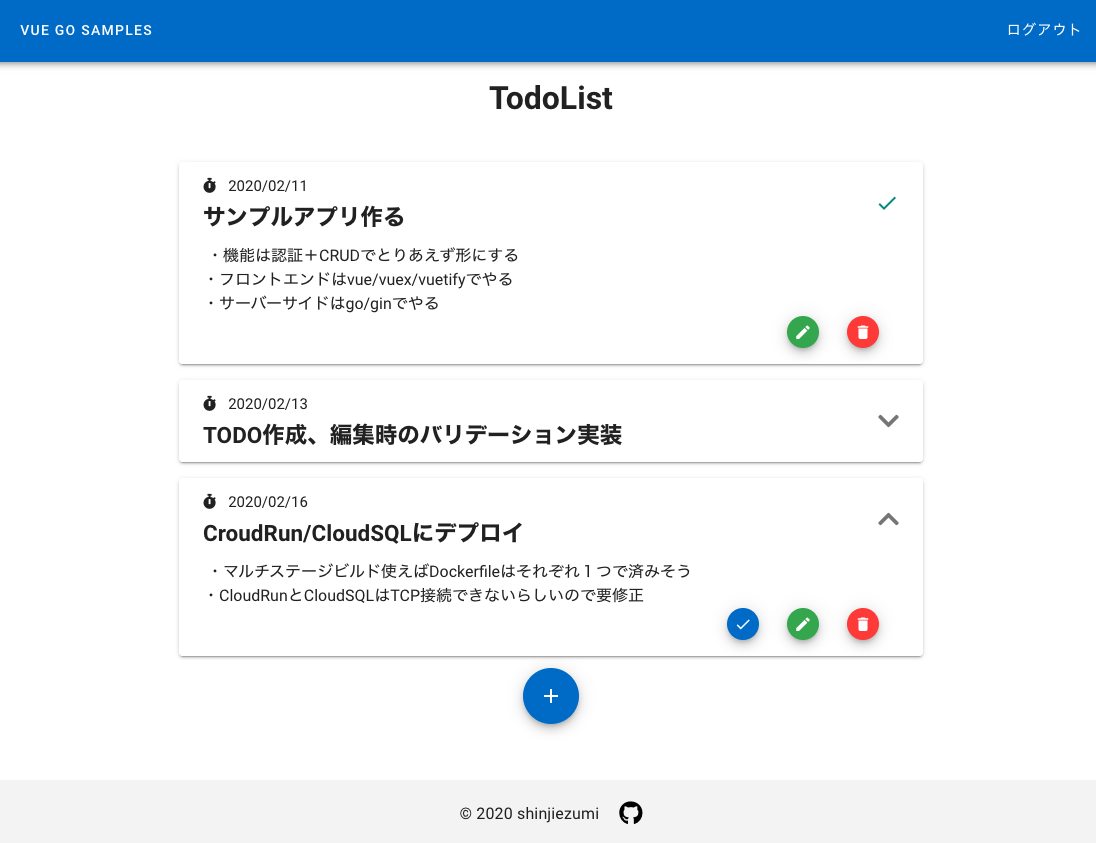 VUE GO SAMPLES
ログアウト
TodoList
2020/02/11
サンプルアプリ作る
・機能は認証＋CRUDでとりあえず形にする
・フロントエンドはvue/vuex/vuetifyでやる
・サーバーサイドはgo/ginでやる
2020/02/13
TODO作成、編集時のバリデーション実装
2020/02/16
CroudRun/CloudSQLにデプロイ
・マルチステージビルド使えばDockerfileはそれぞれ１つで済みそう
・CloudRunとCloudSQLはTCP接続できないらしいので要修正
© 2020 shinjiezumi